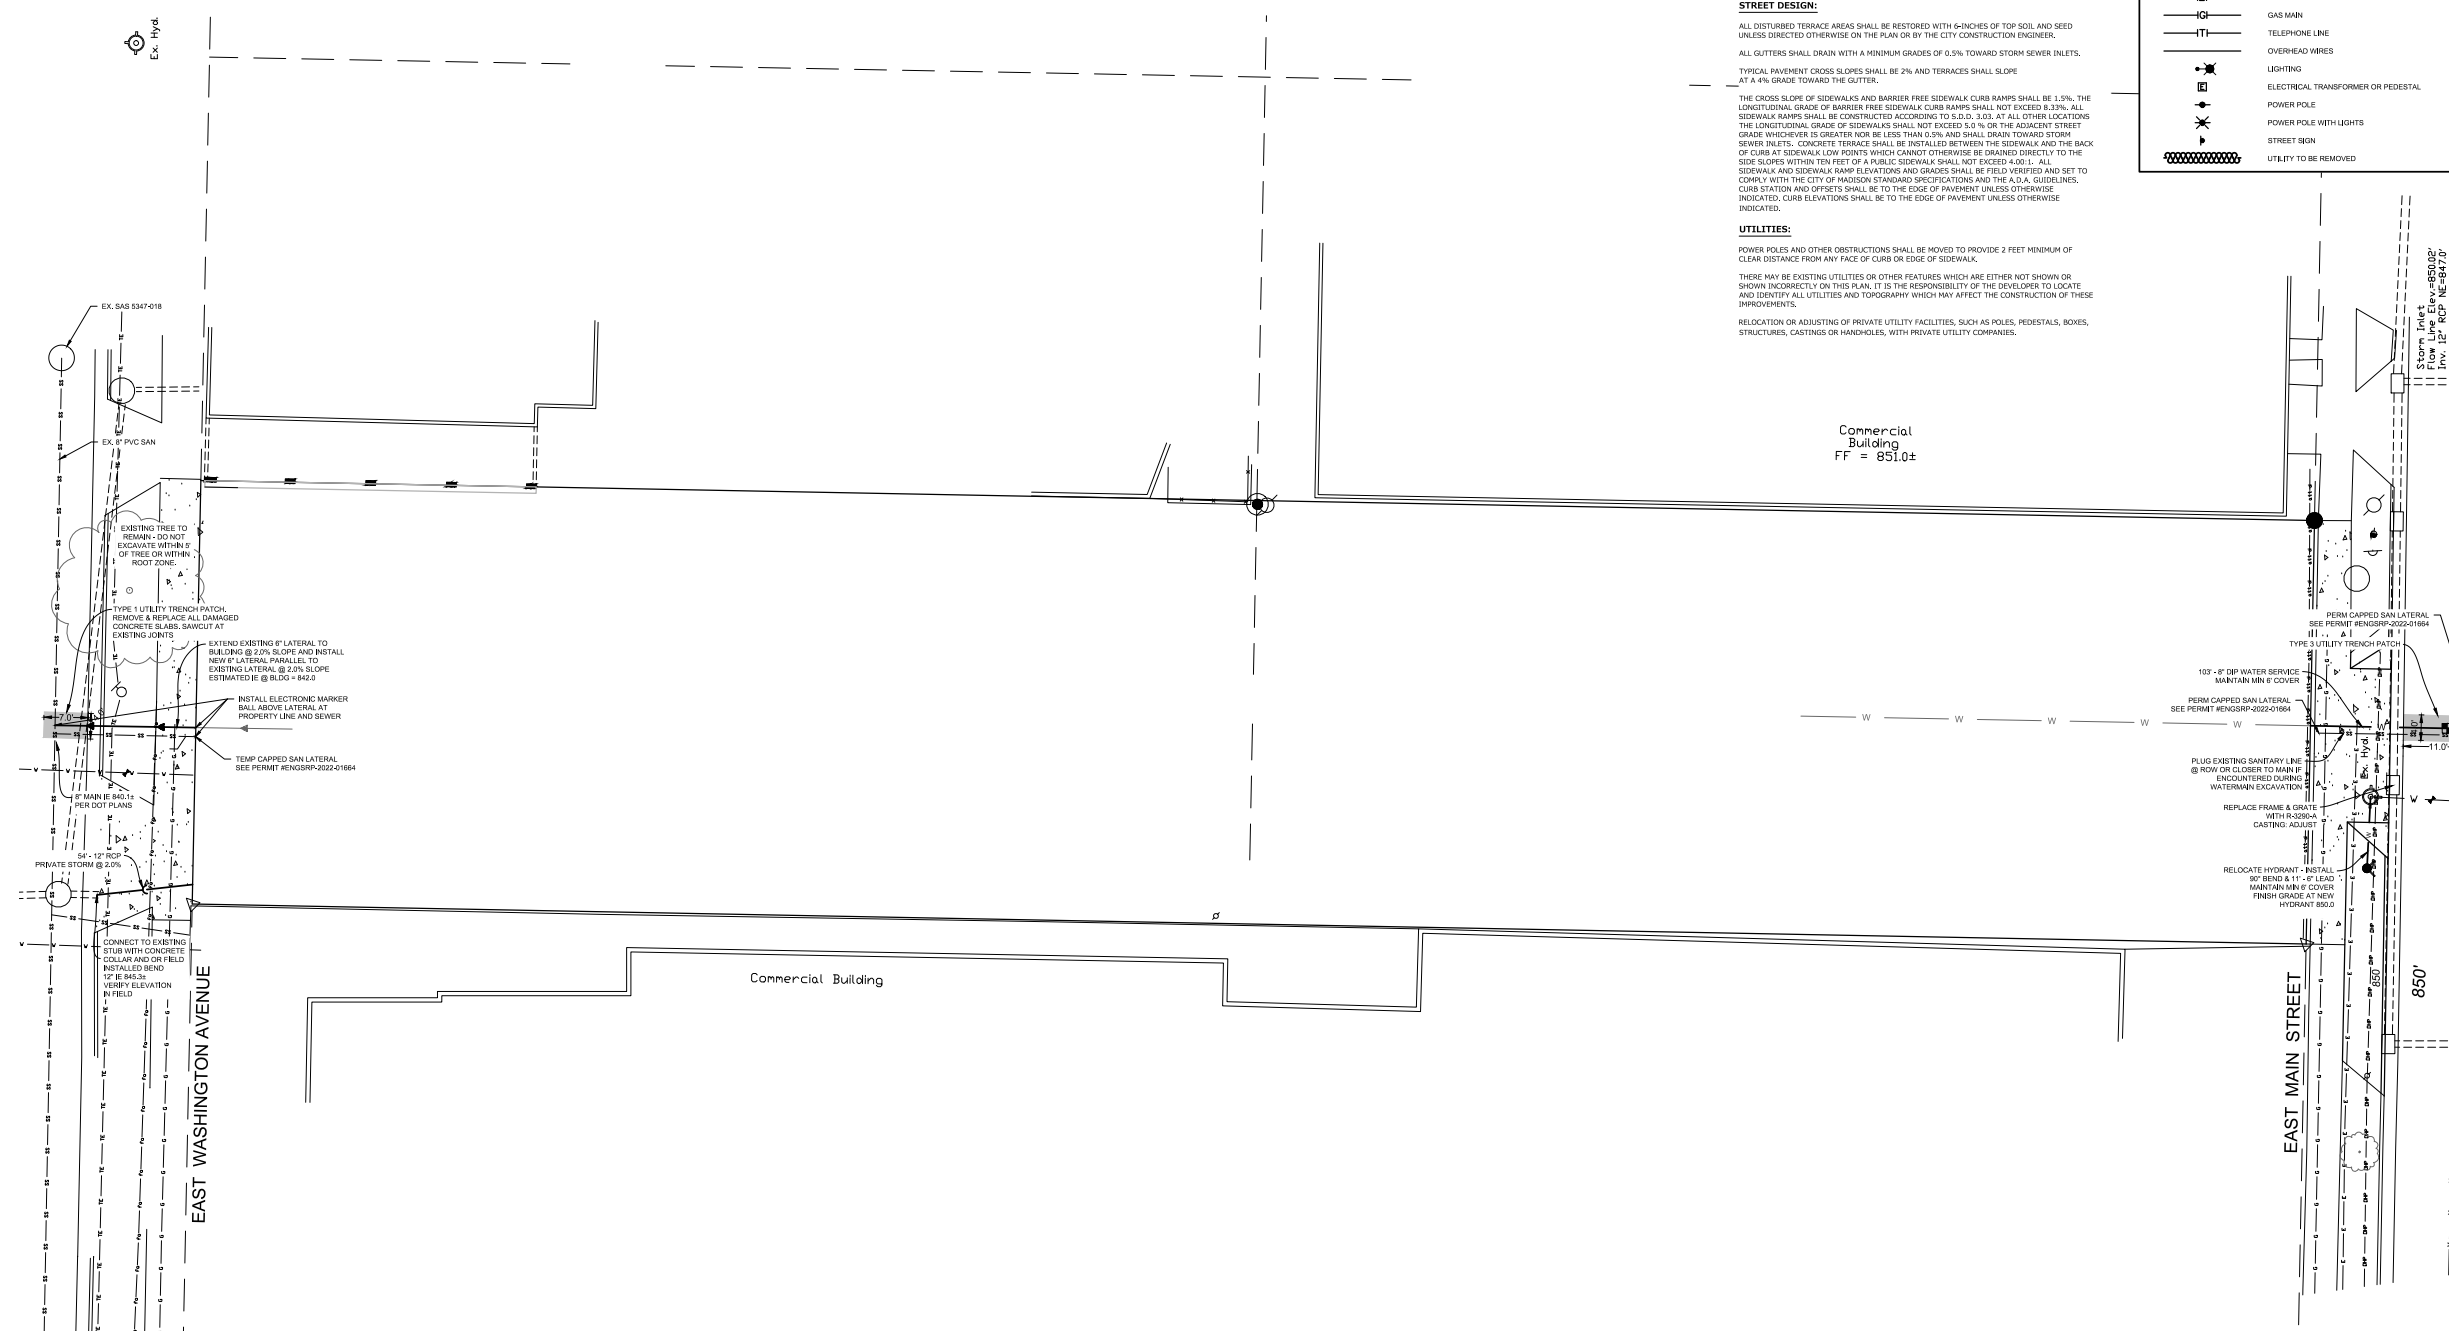 STREET DESIGN:
ALL DISTURBED TERRACE AREAS SHALL BE RESTORED WITH 6-INCHES OF TOP SOIL AND SEED
UNLESS DIRECTED OTHERWISE ON THE PLAN OR BY THE CITY CONSTRUCTION ENGINEER.
ALL GUTTERS SHALL DRAIN WITH A MINIMUM GRADES OF 0.5% TOWARD STORM SEWER INLETS.
TYPICAL PAVEMENT CROSS SLOPES SHALL BE 2% AND TERRACES SHALL SLOPE
AT A 4% GRADE TOWARD THE GUTTER.
THE CROSS SLOPE OF SIDEWALKS AND BARRIER FREE SIDEWALK CURB RAMPS SHALL BE 1.5%. THE
LONGITUDINAL GRADE OF BARRIER FREE SIDEWALK CURB RAMPS SHALL NOT EXCEED 8.33%. ALL
SIDEWALK RAMPS SHALL BE CONSTRUCTED ACCORDING TO S.D.D. 3.03. AT ALL OTHER LOCATIONS
THE LONGITUDINAL GRADE OF SIDEWALKS SHALL NOT EXCEED 5.0 % OR THE ADJACENT STREET
GRADE WHICHEVER IS GREATER NOR BE LESS THAN 0.5% AND SHALL DRAIN TOWARD STORM
SEWER INLETS. CONCRETE TERRACE SHALL BE INSTALLED BETWEEN THE SIDEWALK AND THE BACK
OF CURB AT SIDEWALK LOW POINTS WHICH CANNOT OTHERWISE BE DRAINED DIRECTLY TO THE
SIDE SLOPES WITHIN TEN FEET OF A PUBLIC SIDEWALK SHALL NOT EXCEED 4.00:1. ALL
SIDEWALK AND SIDEWALK RAMP ELEVATIONS AND GRADES SHALL BE FIELD VERIFIED AND SET TO
COMPLY WITH THE CITY OF MADISON STANDARD SPECIFICATIONS AND THE A.D.A. GUIDELINES.
CURB STATION AND OFFSETS SHALL BE TO THE EDGE OF PAVEMENT UNLESS OTHERWISE
INDICATED. CURB ELEVATIONS SHALL BE TO THE EDGE OF PAVEMENT UNLESS OTHERWISE
INDICATED.
UTILITIES:
POWER POLES AND OTHER OBSTRUCTIONS SHALL BE MOVED TO PROVIDE 2 FEET MINIMUM OF
CLEAR DISTANCE FROM ANY FACE OF CURB OR EDGE OF SIDEWALK.
THERE MAY BE EXISTING UTILITIES OR OTHER FEATURES WHICH ARE EITHER NOT SHOWN OR
SHOWN INCORRECTLY ON THIS PLAN. IT IS THE RESPONSIBILITY OF THE DEVELOPER TO LOCATE
AND IDENTIFY ALL UTILITIES AND TOPOGRAPHY WHICH MAY AFFECT THE CONSTRUCTION OF THESE
IMPROVEMENTS.
RELOCATION OR ADJUSTING OF PRIVATE UTILITY FACILITIES, SUCH AS POLES, PEDESTALS, BOXES,
STRUCTURES, CASTINGS OR HANDHOLES, WITH PRIVATE UTILITY COMPANIES.
G GAS MAIN
T TELEPHONE LINE
OVERHEAD WIRES
LIGHTING
E ELECTRICAL TRANSFORMER OR PEDESTAL
POWER POLE
POWER POLE WITH LIGHTS
STREET SIGN
UTILITY TO BE REMOVED
Ex. Hyd.
EX. SAS 5347-018
EX. 8" PVC SAN
EXISTING TREE TO
REMAIN - DO NOT
EXCAVATE WITHIN 5'
OF TREE OR WITHIN
ROOT ZONE.
TYPE 1 UTILITY TRENCH PATCH.
REMOVE & REPLACE ALL DAMAGED
CONCRETE SLABS. SAWCUT AT
EXISTING JOINTS
EXTEND EXISTING 6" LATERAL TO
BUILDING @ 2.0% SLOPE AND INSTALL
NEW 6" LATERAL PARALLEL TO
EXISTING LATERAL @ 2.0% SLOPE
ESTIMATED IE @ BLDG = 842.0
INSTALL ELECTRONIC MARKER
BALL ABOVE LATERAL AT
PROPERTY LINE AND SEWER
7.0'
TEMP CAPPED SAN LATERAL
SEE PERMIT #ENGSRP-2022-01664
8" MAIN IE 840.1±
PER DOT PLANS
54' - 12" RCP
PRIVATE STORM @ 2.0%
CONNECT TO EXISTING
STUB WITH CONCRETE
COLLAR AND OR FIELD
INSTALLED BEND
12" IE 845.3±
VERIFY ELEVATION
IN FIELD
EAST WASHINGTON AVENUE
Commercial Building
Commercial
Building
FF = 851.0±
Storm Inlet
Flow Line Elev.=850.02'
Inv. 12" RCP NE=847.0'
PERM CAPPED SAN LATERAL
SEE PERMIT #ENGSRP-2022-01664
TYPE 3 UTILITY TRENCH PATCH
103' - 8" DIP WATER SERVICE
MAINTAIN MIN 6' COVER
PERM CAPPED SAN LATERAL
SEE PERMIT #ENGSRP-2022-01664
W W W W W
11.0'
PLUG EXISTING SANITARY LINE
@ ROW OR CLOSER TO MAIN IF
ENCOUNTERED DURING
WATERMAIN EXCAVATION
Ex. Hyd.
REPLACE FRAME & GRATE
WITH R-3290-A
CASTING: ADJUST
RELOCATE HYDRANT - INSTALL
90° BEND & 11' - 6" LEAD
MAINTAIN MIN 6' COVER
FINISH GRADE AT NEW
HYDRANT 850.0
EAST MAIN STREET
850
850'